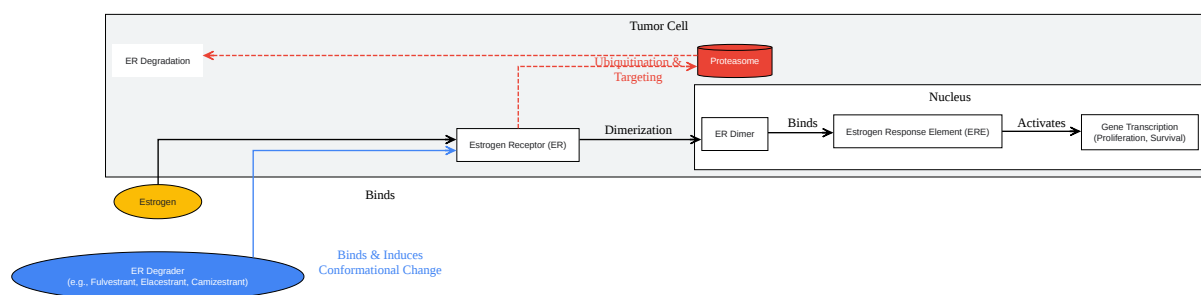 Tumor Cell
ER Degradation
Ubiquitination &
Targeting
Proteasome
Nucleus
Estrogen Receptor (ER)
Dimerization
ER Dimer
Binds
Estrogen Response Element (ERE)
Activates
Gene Transcription
(Proliferation, Survival)
Estrogen
Binds
ER Degrader
(e.g., Fulvestrant, Elacestrant, Camizestrant)
Binds & Induces
Conformational Change